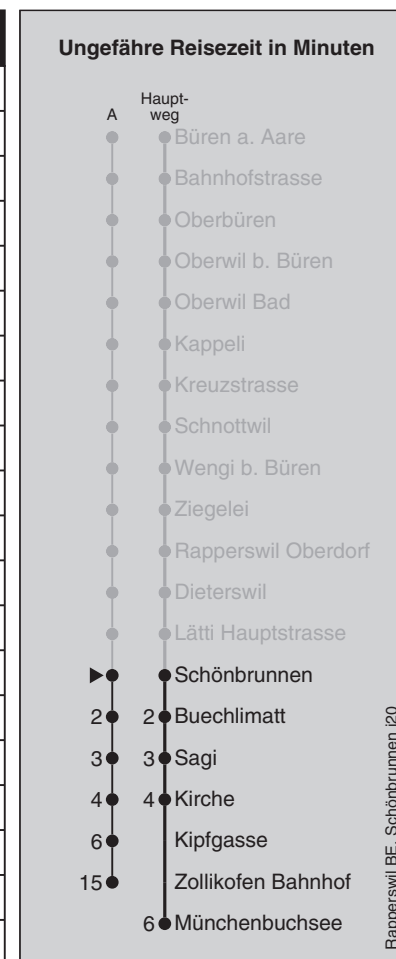 Ungefähre Reisezeit in Minuten
A Haupt-
weg
Büren a. Aare
Bahnhofstrasse
Oberbüren
Oberwil b. Büren
Oberwil Bad
Kappeli
Kreuzstrasse
Schnottwil
Wengi b. Büren
Ziegelei
Rapperswil Oberdorf
Dieterswil
Lätti Hauptstrasse
Schönbrunnen
2 2 Buechlimatt
3 3 Sagi
4 4 Kirche
6 Kipfgasse
15 Zollikofen Bahnhof
6 Münchenbuchsee
Rapperswil BE, Schönbrunnen j20